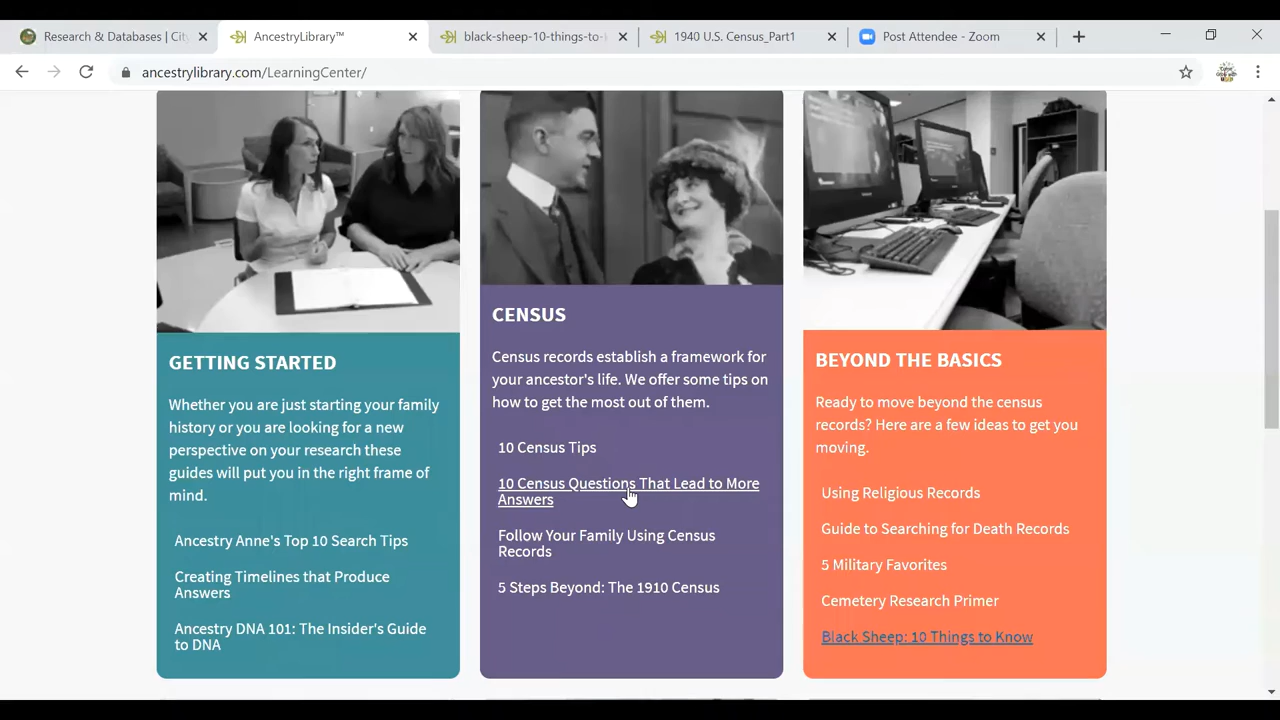 Research & Databases | City
AncestryLibrary™
black-sheep-10-things-to-k
1940 U.S. Census_Part1
Post Attendee - Zoom
ancestrylibrary.com/LearningCenter/
GETTING STARTED
Whether you are just starting your family
history or you are looking for a new
perspective on your research these
guides will put you in the right frame of
mind.
Ancestry Anne's Top 10 Search Tips
Creating Timelines that Produce
Answers
Ancestry DNA 101: The Insider's Guide
to DNA
CENSUS
Census records establish a framework for
your ancestor's life. We offer some tips on
how to get the most out of them.
10 Census Tips
10 Census Questions That Lead to More
Answers
Follow Your Family Using Census
Records
5 Steps Beyond: The 1910 Census
BEYOND THE BASICS
Ready to move beyond the census
records? Here are a few ideas to get you
moving.
Using Religious Records
Guide to Searching for Death Records
5 Military Favorites
Cemetery Research Primer
Black Sheep: 10 Things to Know